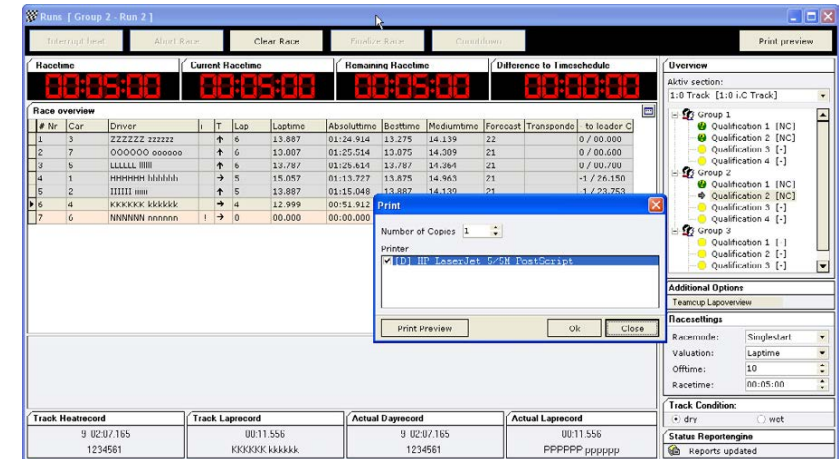 Runs [ Group 2 - Run 2 ]
Interrupt heat Abort Race Clear Race Finalize Race Countdown Print preview
Racetime Current Racetime Remaining Racetime Difference to Timeschedule Overview
00:05:00 00:05:00 00:05:00 00:00:00
Aktiv section:
1:0 Track [1:0 i.C Track]
Race overview
# Nr Car Driver T Lap Laptime Absoluttime Besttime Mediumtime Forecast Transponde to leader C
1 3 ZZZZZZ zzzzzz 6 13.887 01:24.914 13.275 14.139 22 0 / 00.000
2 7 OOOOOO oooooo 6 13.007 01:25.514 13.075 14.009 21 0 / 00.600
3 5 LLLLLL llllll 6 13.787 01:25.614 13.787 14.364 21 0 / 00.700
4 1 HHHHHH hhhhhh 5 15.057 01:13.727 13.875 14.963 21 -1 / 26.150
5 2 IIIIII iiiiii 5 13.887 01:15.048 13.887 14.139 21 -1 / 23.753
6 4 KKKKKK kkkkkk 4 12.999 00:51.912
7 6 NNNNNN nnnnnn ! 0 00.000 00:00.000
Group 1
Qualification 1 [NC]
Qualification 2 [NC]
Qualification 3 [-]
Qualification 4 [-]
Group 2
Qualification 1 [NC]
Qualification 2 [NC]
Qualification 3 [-]
Qualification 4 [-]
Group 3
Qualification 1 [-]
Qualification 2 [-]
Qualification 3 [-]
Print
Number of Copies 1
Printer
[D] HP LaserJet 5/5M PostScript
Print Preview Ok Close
Additional Options
Teamcup Lapoverview
Racesettings
Racemode: Singlestart
Valuation: Laptime
Offtime: 10
Racetime: 00:05:00
Track Condition:
dry wet
Status Reportengine
Reports updated
Track Heatrecord Track Laprecord Actual Dayrecord Actual Laprecord
9 02:07.165 00:11.556 9 02:07.165 00:11.556
1234561 KKKKKK kkkkkk 1234561 PPPPPP pppppp